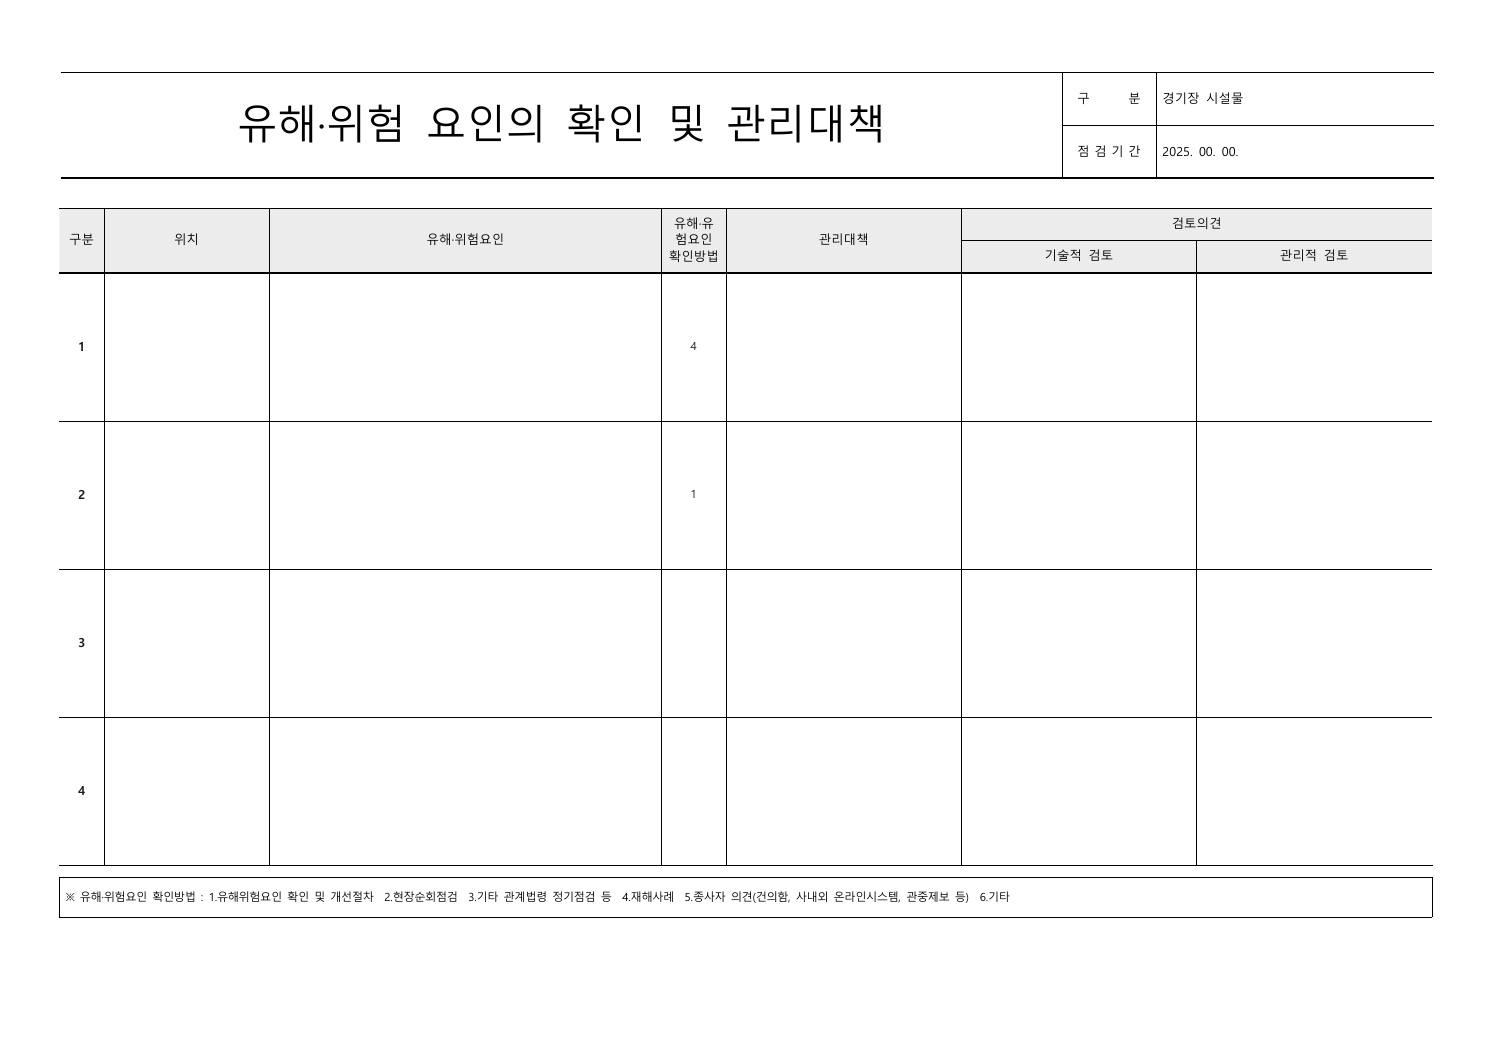 유해·위험 요인의 확인 및 관리대책
구 분 경기장 시설물
점검기간 2025. 00. 00.
구분 위치 유해·위험요인 유해·유험요인 확인방법 관리대책 검토의견
기술적 검토 관리적 검토
1 4
2 1
3
4
※ 유해·위험요인 확인방법 : 1.유해위험요인 확인 및 개선절차 2.현장순회점검 3.기타 관계법령 정기점검 등 4.재해사례 5.종사자 의견(건의함, 사내외 온라인시스템, 관중제보 등) 6.기타